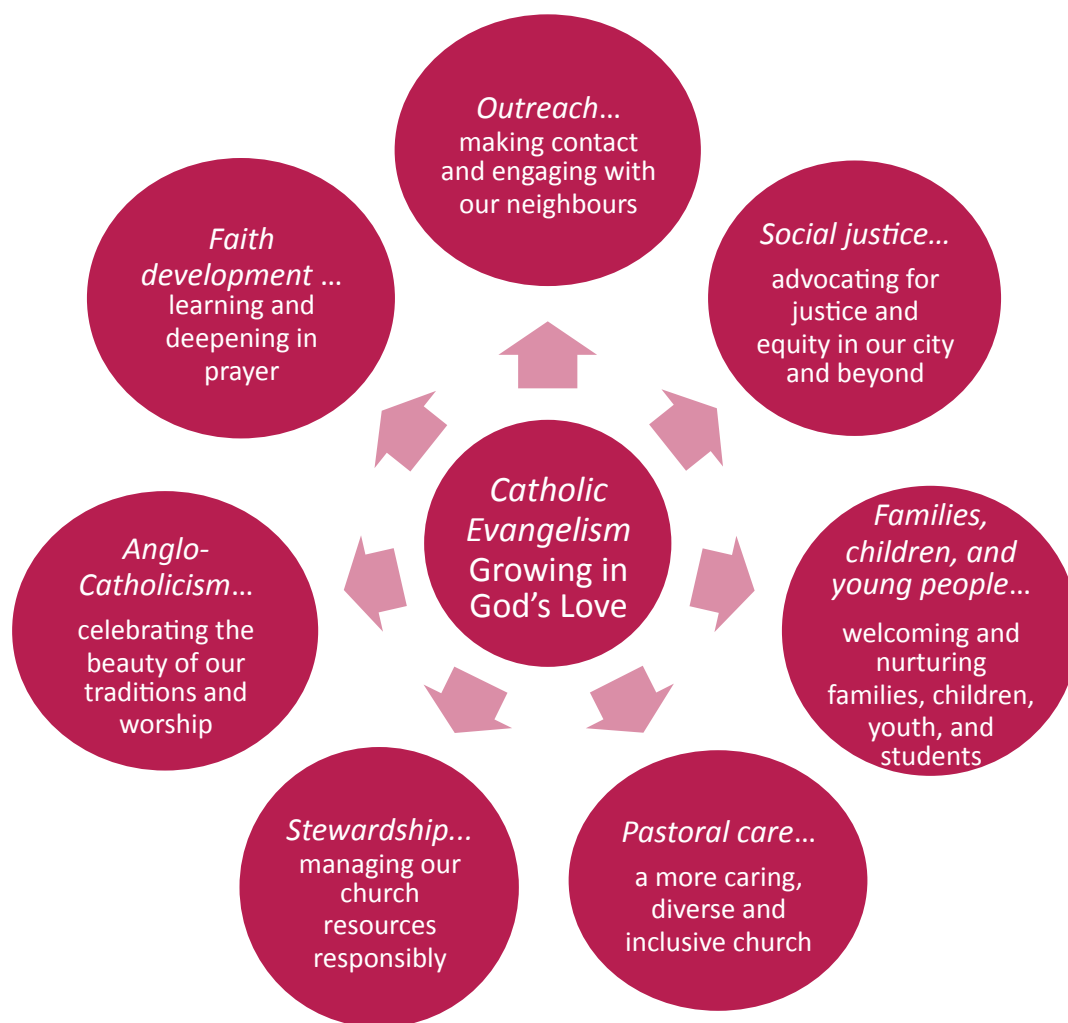 Outreach…
making contact
and engaging with
our neighbours
Social justice…
advocating for
justice and
equity in our city
and beyond
Families,
children, and
young people…
welcoming and
nurturing
families, children,
youth, and
students
Pastoral care…
a more caring,
diverse and
inclusive church
Stewardship...
managing our
church
resources
responsibly
Anglo-
Catholicism…
celebrating the
beauty of our
traditions and
worship
Faith
development …
learning and
deepening in
prayer
Catholic
Evangelism
Growing in
God’s Love